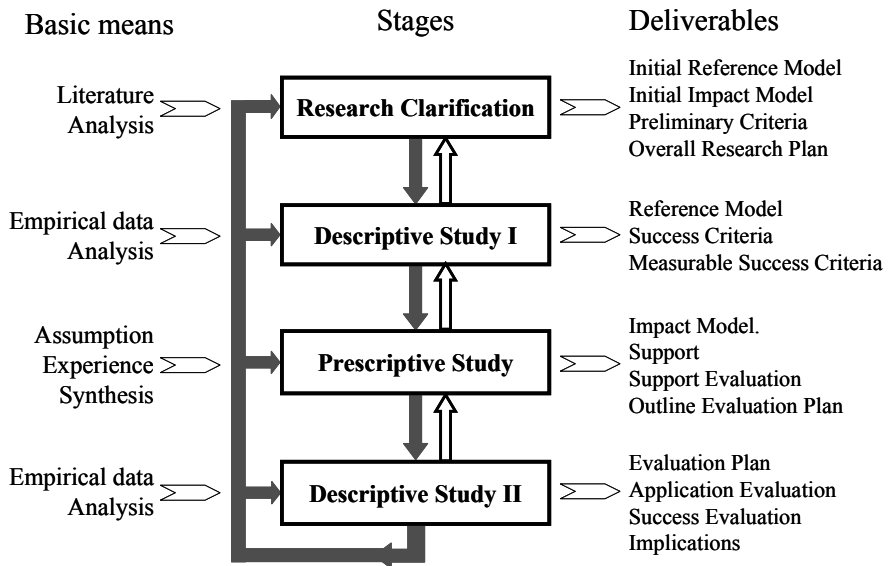 Basic means
Stages
Deliverables
Literature
Analysis
Research Clarification
Initial Reference Model
Initial Impact Model
Preliminary Criteria
Overall Research Plan
Empirical data
Analysis
Descriptive Study I
Reference Model
Success Criteria
Measurable Success Criteria
Assumption
Experience
Synthesis
Prescriptive Study
Impact Model.
Support
Support Evaluation
Outline Evaluation Plan
Empirical data
Analysis
Descriptive Study II
Evaluation Plan
Application Evaluation
Success Evaluation
Implications